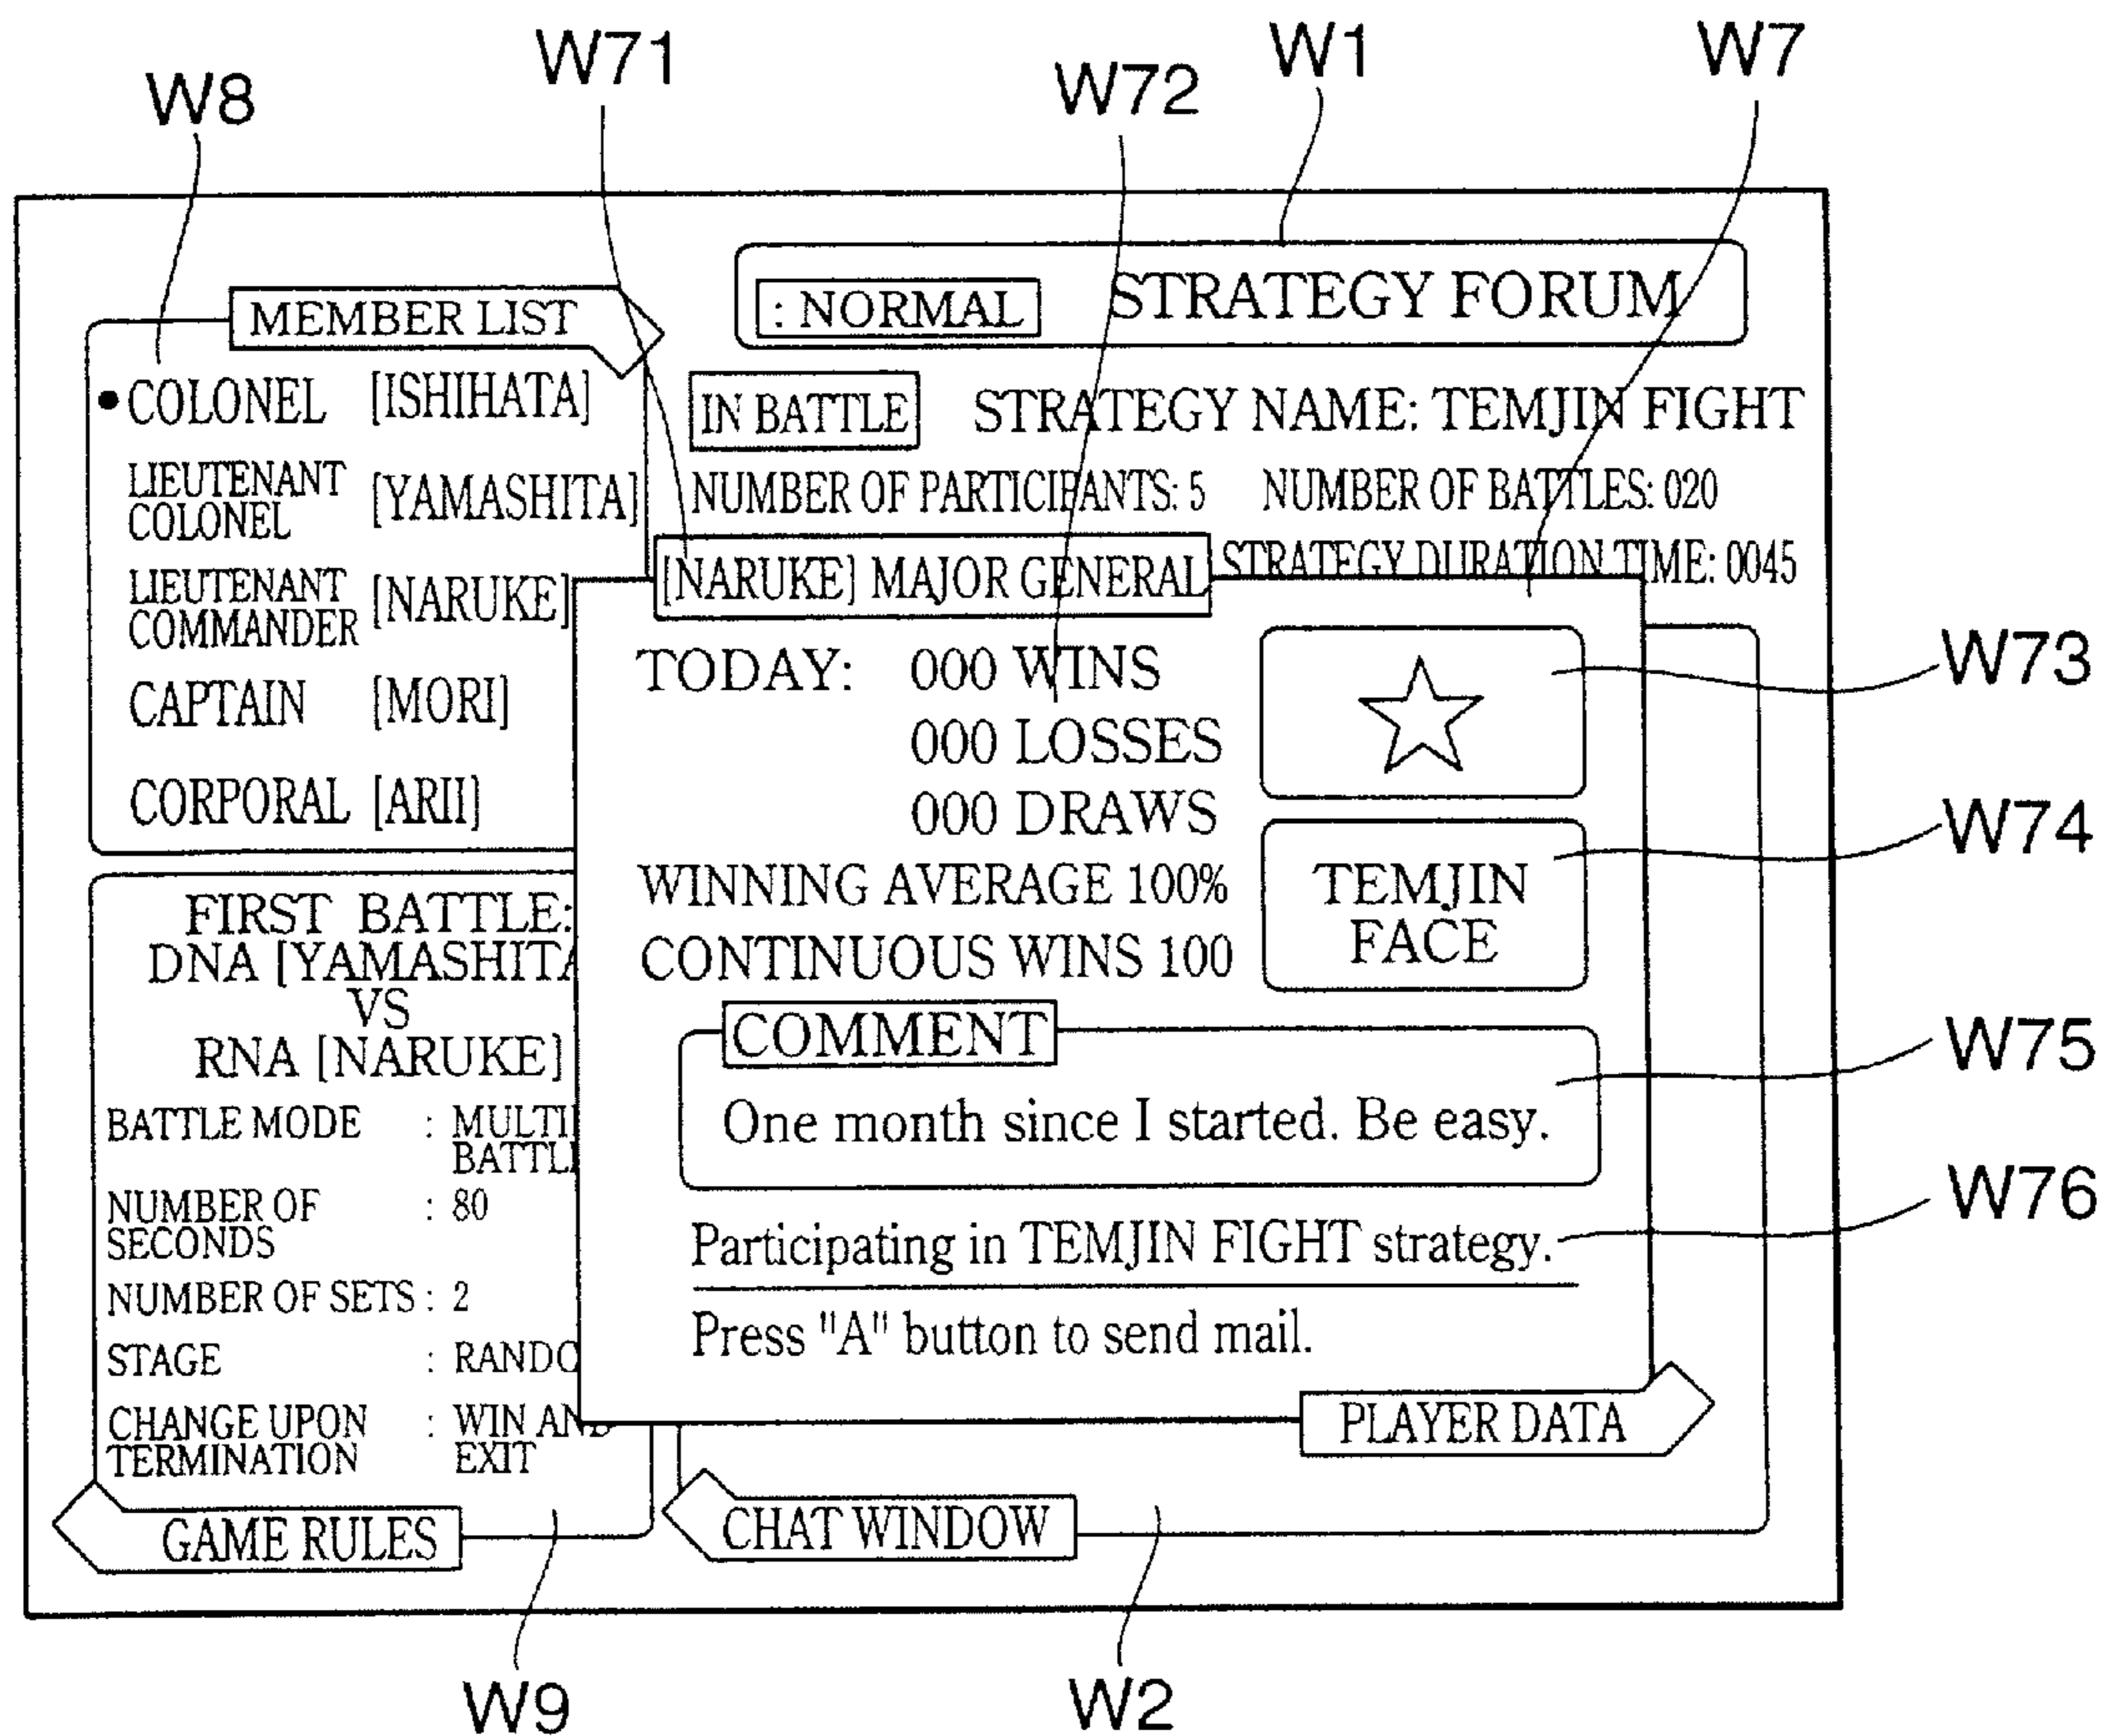 W71
W1
W7
W8
W72
MEMBER LIST
: NORMAL STRATEGY FORUM
•COLONEL [ISHIHATA]
LIEUTENANT COLONEL [YAMASHITA]
LIEUTENANT COMMANDER [NARUKE]
CAPTAIN [MORI]
CORPORAL [ARII]
IN BATTLE STRATEGY NAME: TEMJIN FIGHT
NUMBER OF PARTICIPANTS: 5 NUMBER OF BATTLES: 020
STRATEGY DURATION TIME: 0045
[NARUKE] MAJOR GENERAL
TODAY: 000 WINS
000 LOSSES
000 DRAWS
WINNING AVERAGE 100%
CONTINUOUS WINS 100
W73
TEMJIN
FACE
W74
COMMENT
One month since I started. Be easy.
W75
Participating in TEMJIN FIGHT strategy.
W76
Press "A" button to send mail.
PLAYER DATA
FIRST BATTLE:
DNA [YAMASHITA
VS
RNA [NARUKE]
BATTLE MODE : MULTI
BATTL
NUMBER OF SECONDS : 80
NUMBER OF SETS : 2
STAGE : RANDO
CHANGE UPON TERMINATION : WIN AND EXIT
GAME RULES
CHAT WINDOW
W9
W2